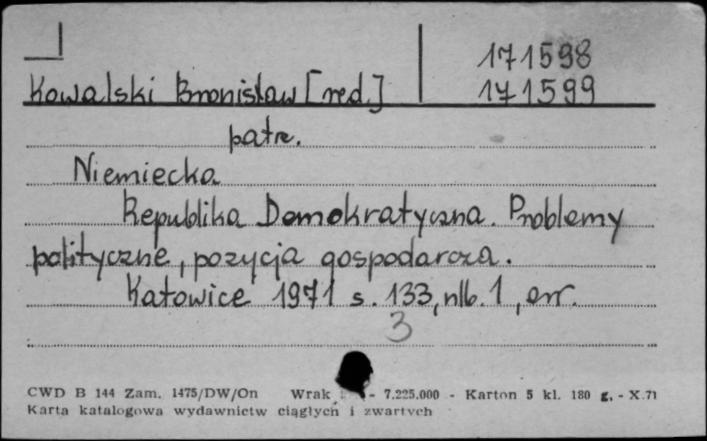 171598
Kowalski Bronisław [red.] 171599
patrz.
Niemiecka
Republika Demokratyczna. Problemy
polityczne, pozycja gospodarcza.
Katowice 1971 s. 133, nlb. 1, err.
3
CWD B 144 Zam. 1475/DW/On Wrak - 7.225.000 - Karton 5 kl. 180 g. - X.71
Karta katalogowa wydawnictw ciągłych i zwartych